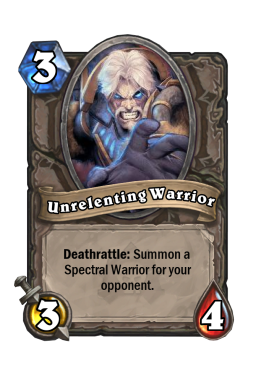 3
Unrelenting Warrior
Deathrattle: Summon a
Spectral Warrior for your
opponent.
3
4